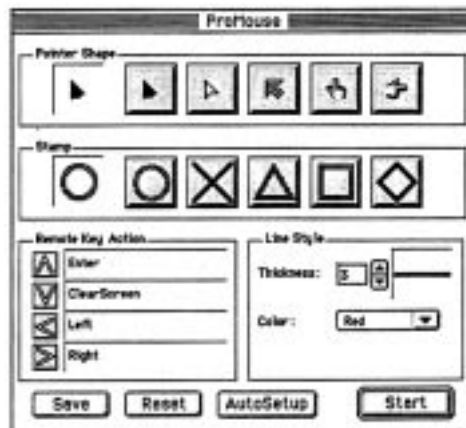 ProMouse
Pointer Shape
Stamp
Remote Key Action
Enter
ClearScreen
Left
Right
Line Style
Thickness: 3
Color: Red
Save Reset AutoSetup Start